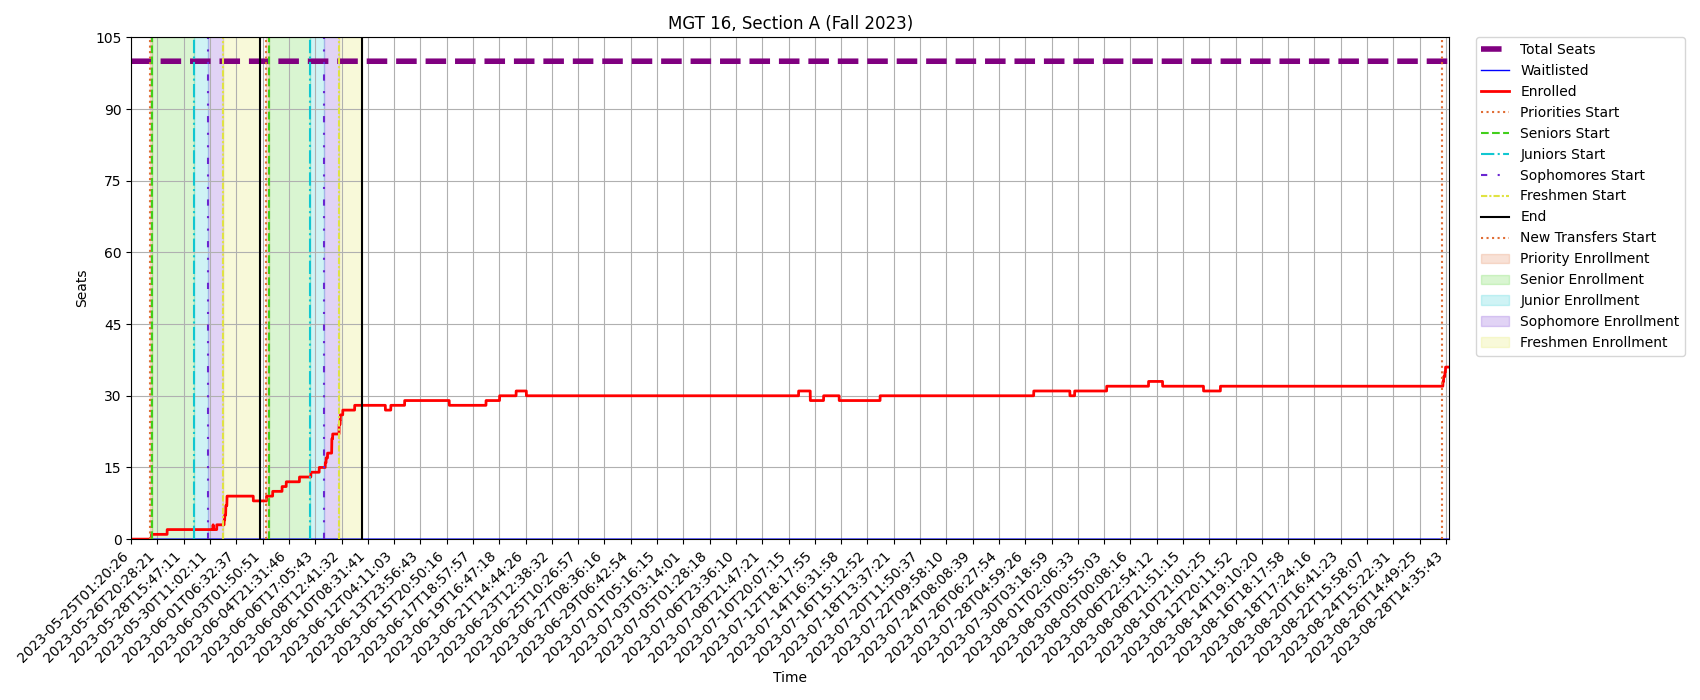 MGT 16, Section A (Fall 2023)
105
90
75
60
45
30
15
0
Seats
2023-05-25T01:20:26
2023-05-26T20:28:21
2023-05-28T15:47:11
2023-05-30T11:02:11
2023-06-01T06:32:37
2023-06-03T01:50:51
2023-06-04T21:31:46
2023-06-06T17:05:43
2023-06-08T12:41:32
2023-06-10T08:31:41
2023-06-12T04:11:03
2023-06-13T23:56:43
2023-06-15T20:50:16
2023-06-17T18:57:57
2023-06-19T16:47:18
2023-06-21T14:44:26
2023-06-23T12:38:32
2023-06-25T10:26:57
2023-06-27T08:36:16
2023-06-29T06:42:54
2023-07-01T05:16:15
2023-07-03T03:14:01
2023-07-05T01:28:18
2023-07-06T23:36:10
2023-07-08T21:47:21
2023-07-10T20:07:15
2023-07-12T18:17:55
2023-07-14T16:31:58
2023-07-16T15:12:52
2023-07-18T13:37:21
2023-07-20T11:50:37
2023-07-22T09:58:10
2023-07-24T08:08:39
2023-07-26T06:27:54
2023-07-28T04:59:26
2023-07-30T03:18:59
2023-08-01T02:06:33
2023-08-03T00:55:03
2023-08-05T00:08:16
2023-08-06T22:54:12
2023-08-08T21:51:15
2023-08-10T21:01:25
2023-08-12T20:11:52
2023-08-14T19:10:20
2023-08-16T18:17:58
2023-08-18T17:24:16
2023-08-20T16:41:23
2023-08-22T15:58:07
2023-08-24T15:22:31
2023-08-26T14:49:25
2023-08-28T14:35:43
Time
Total Seats
Waitlisted
Enrolled
Priorities Start
Seniors Start
Juniors Start
Sophomores Start
Freshmen Start
End
New Transfers Start
Priority Enrollment
Senior Enrollment
Junior Enrollment
Sophomore Enrollment
Freshmen Enrollment